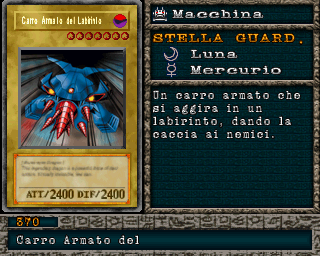 Carro Armato del Labirinto
ATT/2400 DIF/2400
Macchina
STELLA GUARD.
Luna
Mercurio
Un carro armato che
si aggira in un
labirinto, dando la
caccia ai nemici.
370
Carro Armato del